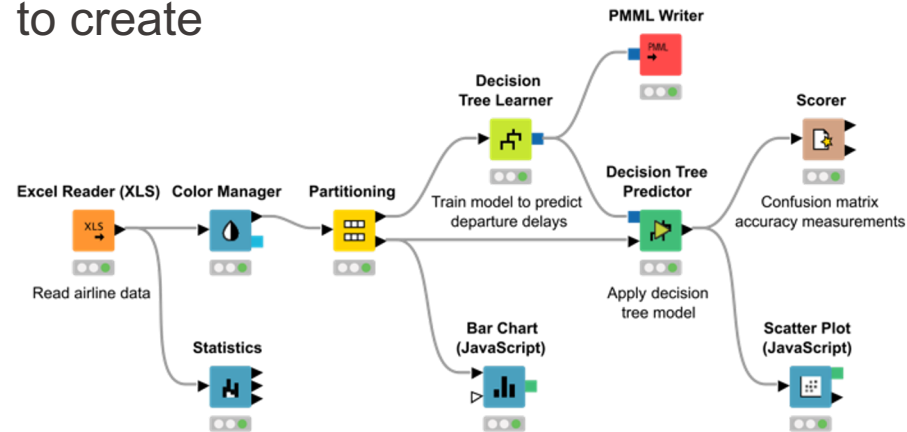 to create
PMML Writer
PMML
Decision
Tree Learner
Scorer
Train model to predict
departure delays
Decision Tree
Predictor
Confusion matrix
accuracy measurements
Excel Reader (XLS)
XLS
Read airline data
Color Manager
Partitioning
Apply decision
tree model
Statistics
Bar Chart
(JavaScript)
Scatter Plot
(JavaScript)